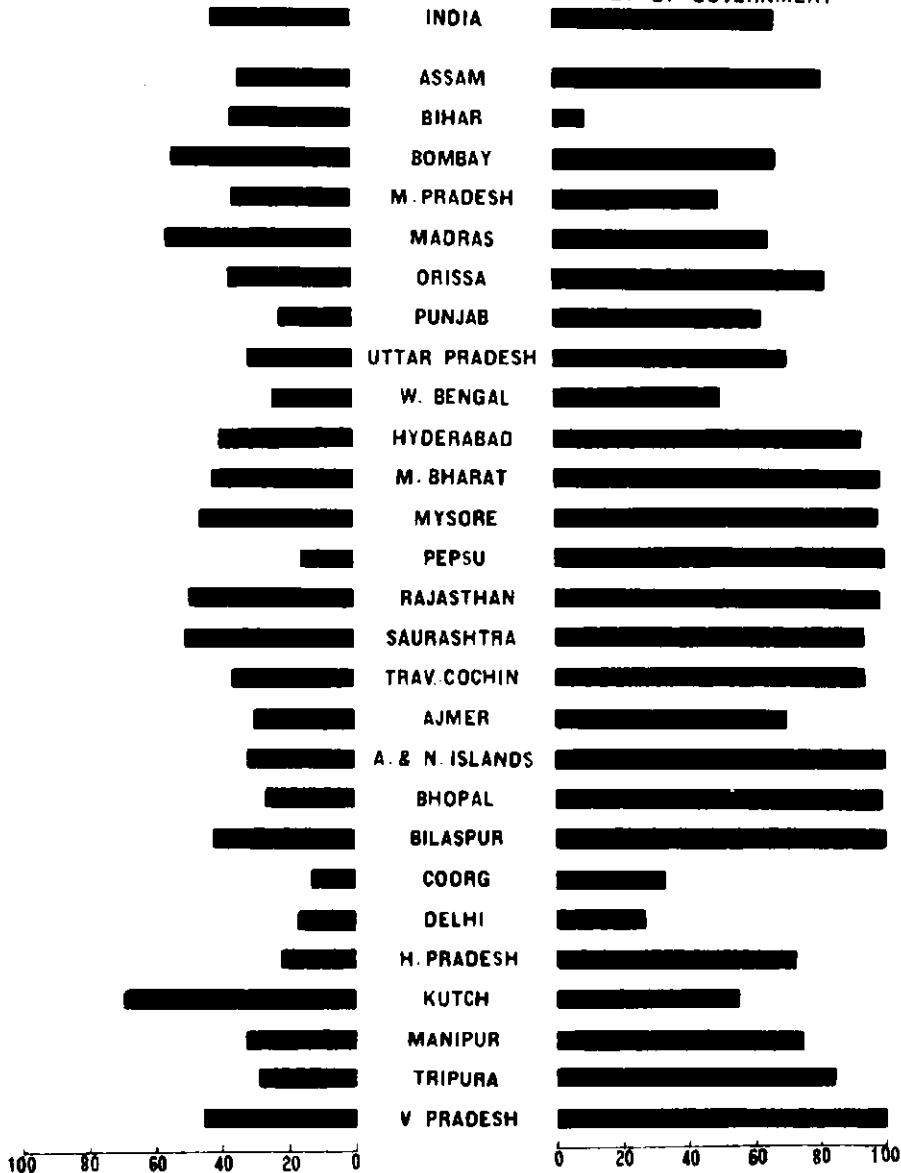 BY GOVERNMENT
INDIA
ASSAM
BIHAR
BOMBAY
M. PRADESH
MADRAS
ORISSA
PUNJAB
UTTAR PRADESH
W. BENGAL
HYDERABAD
M. BHARAT
MYSORE
PEPSU
RAJASTHAN
SAURASHTRA
TRAV. COCHIN
AJMER
A. & N. ISLANDS
BHOPAL
BILASPUR
COORG
DELHI
H. PRADESH
KUTCH
MANIPUR
TRIPURA
V PRADESH
100 80 60 40 20 0 0 20 40 60 80 100